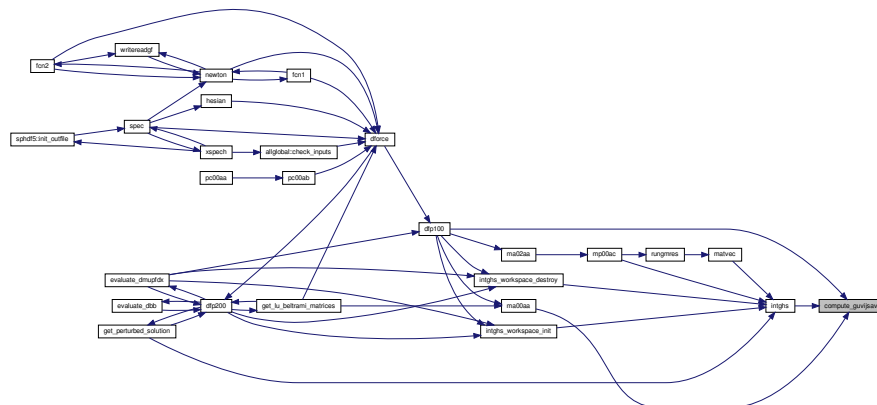 writereadgf
fcn2
newton
fcn1
hesian
spec
sphdf5::init_outfile
dforce
xspech
allglobal::check_inputs
pc00aa
pc00ab
dfp100
ma02aa
mp00ac
rungmres
matvec
evaluate_dmupfdx
intghs_workspace_destroy
evaluate_dbb
dfp200
get_lu_beltrami_matrices
ma00aa
intghs
compute_guvijsave
get_perturbed_solution
intghs_workspace_init